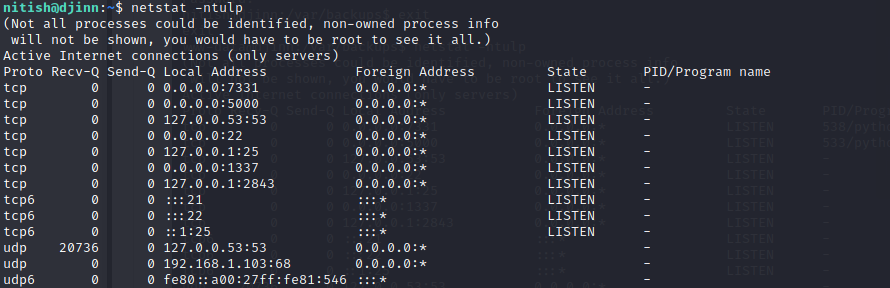 nitish@djinn:~$ netstat -ntulp
(Not all processes could be identified, non-owned process info
 will not be shown, you would have to be root to see it all.)
Active Internet connections (only servers)
Proto Recv-Q Send-Q Local Address           Foreign Address         State       PID/Program name
tcp        0      0 0.0.0.0:7331            0.0.0.0:*               LISTEN      -
tcp        0      0 0.0.0.0:5000            0.0.0.0:*               LISTEN      -
tcp        0      0 127.0.0.53:53           0.0.0.0:*               LISTEN      -
tcp        0      0 0.0.0.0:22              0.0.0.0:*               LISTEN      -
tcp        0      0 127.0.0.1:25            0.0.0.0:*               LISTEN      -
tcp        0      0 0.0.0.0:1337            0.0.0.0:*               LISTEN      -
tcp        0      0 127.0.0.1:2843          0.0.0.0:*               LISTEN      -
tcp6       0      0 :::21                   :::*                    LISTEN      -
tcp6       0      0 :::22                   :::*                    LISTEN      -
tcp6       0      0 ::1:25                  :::*                    LISTEN      -
udp    20736      0 127.0.0.53:53           0.0.0.0:*                           -
udp        0      0 192.168.1.103:68        0.0.0.0:*                           -
udp6       0      0 fe80::a00:27ff:fe81:546 :::*                                -